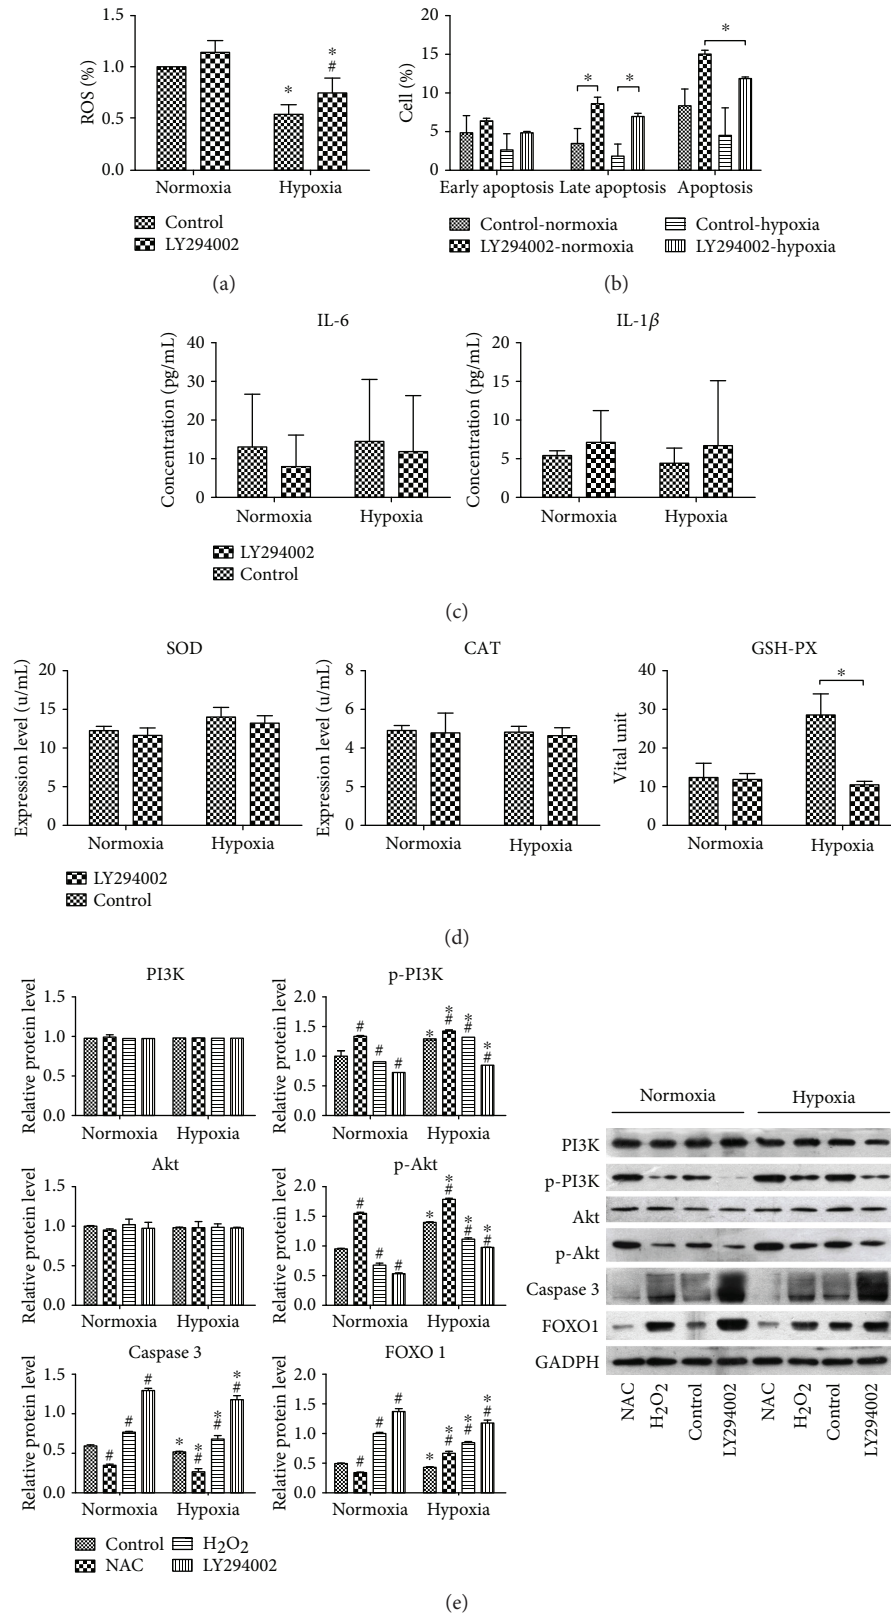 1.5
1.0
0.5
0.0
ROS (%)
*
*
#
Normoxia Hypoxia
Control
LY294002
(a)
20
15
10
5
0
Cell (%)
* * *
Early apoptosis Late apoptosis Apoptosis
Control-normoxia Control-hypoxia
LY294002-normoxia LY294002-hypoxia
(b)
IL-6
40
30
20
10
0
Concentration (pg/mL)
Normoxia Hypoxia
IL-1β
20
15
10
5
0
Concentration (pg/mL)
Normoxia Hypoxia
LY294002
Control
(c)
SOD
20
15
10
5
0
Expression level (u/mL)
Normoxia Hypoxia
CAT
8
6
4
5
0
Expression level (u/mL)
Normoxia Hypoxia
GSH-PX
40
30
20
10
0
Vital unit
*
Normoxia Hypoxia
LY294002
Control
(d)
PI3K
1.5
1.0
0.5
0.0
Relative protein level
Normoxia Hypoxia
p-PI3K
2.0
1.5
1.0
0.5
0.0
Relative protein level
# # # * *# *# *#
Normoxia Hypoxia
Akt
1.5
1.0
0.5
0.0
Relative protein level
Normoxia Hypoxia
p-Akt
2.0
1.5
1.0
0.5
0.0
Relative protein level
# # # * *# *# *#
Normoxia Hypoxia
Caspase 3
1.5
1.0
0.5
0.0
Relative protein level
# # # * *# *# *#
Normoxia Hypoxia
FOXO 1
2.0
1.5
1.0
0.5
0.0
Relative protein level
# # # * *# *# *#
Normoxia Hypoxia
Control H2O2
NAC LY294002
Normoxia Hypoxia
PI3K
p-PI3K
Akt
p-Akt
Caspase 3
FOXO1
GADPH
NAC
H2O2
Control
LY294002
NAC
H2O2
Control
LY294002
(e)